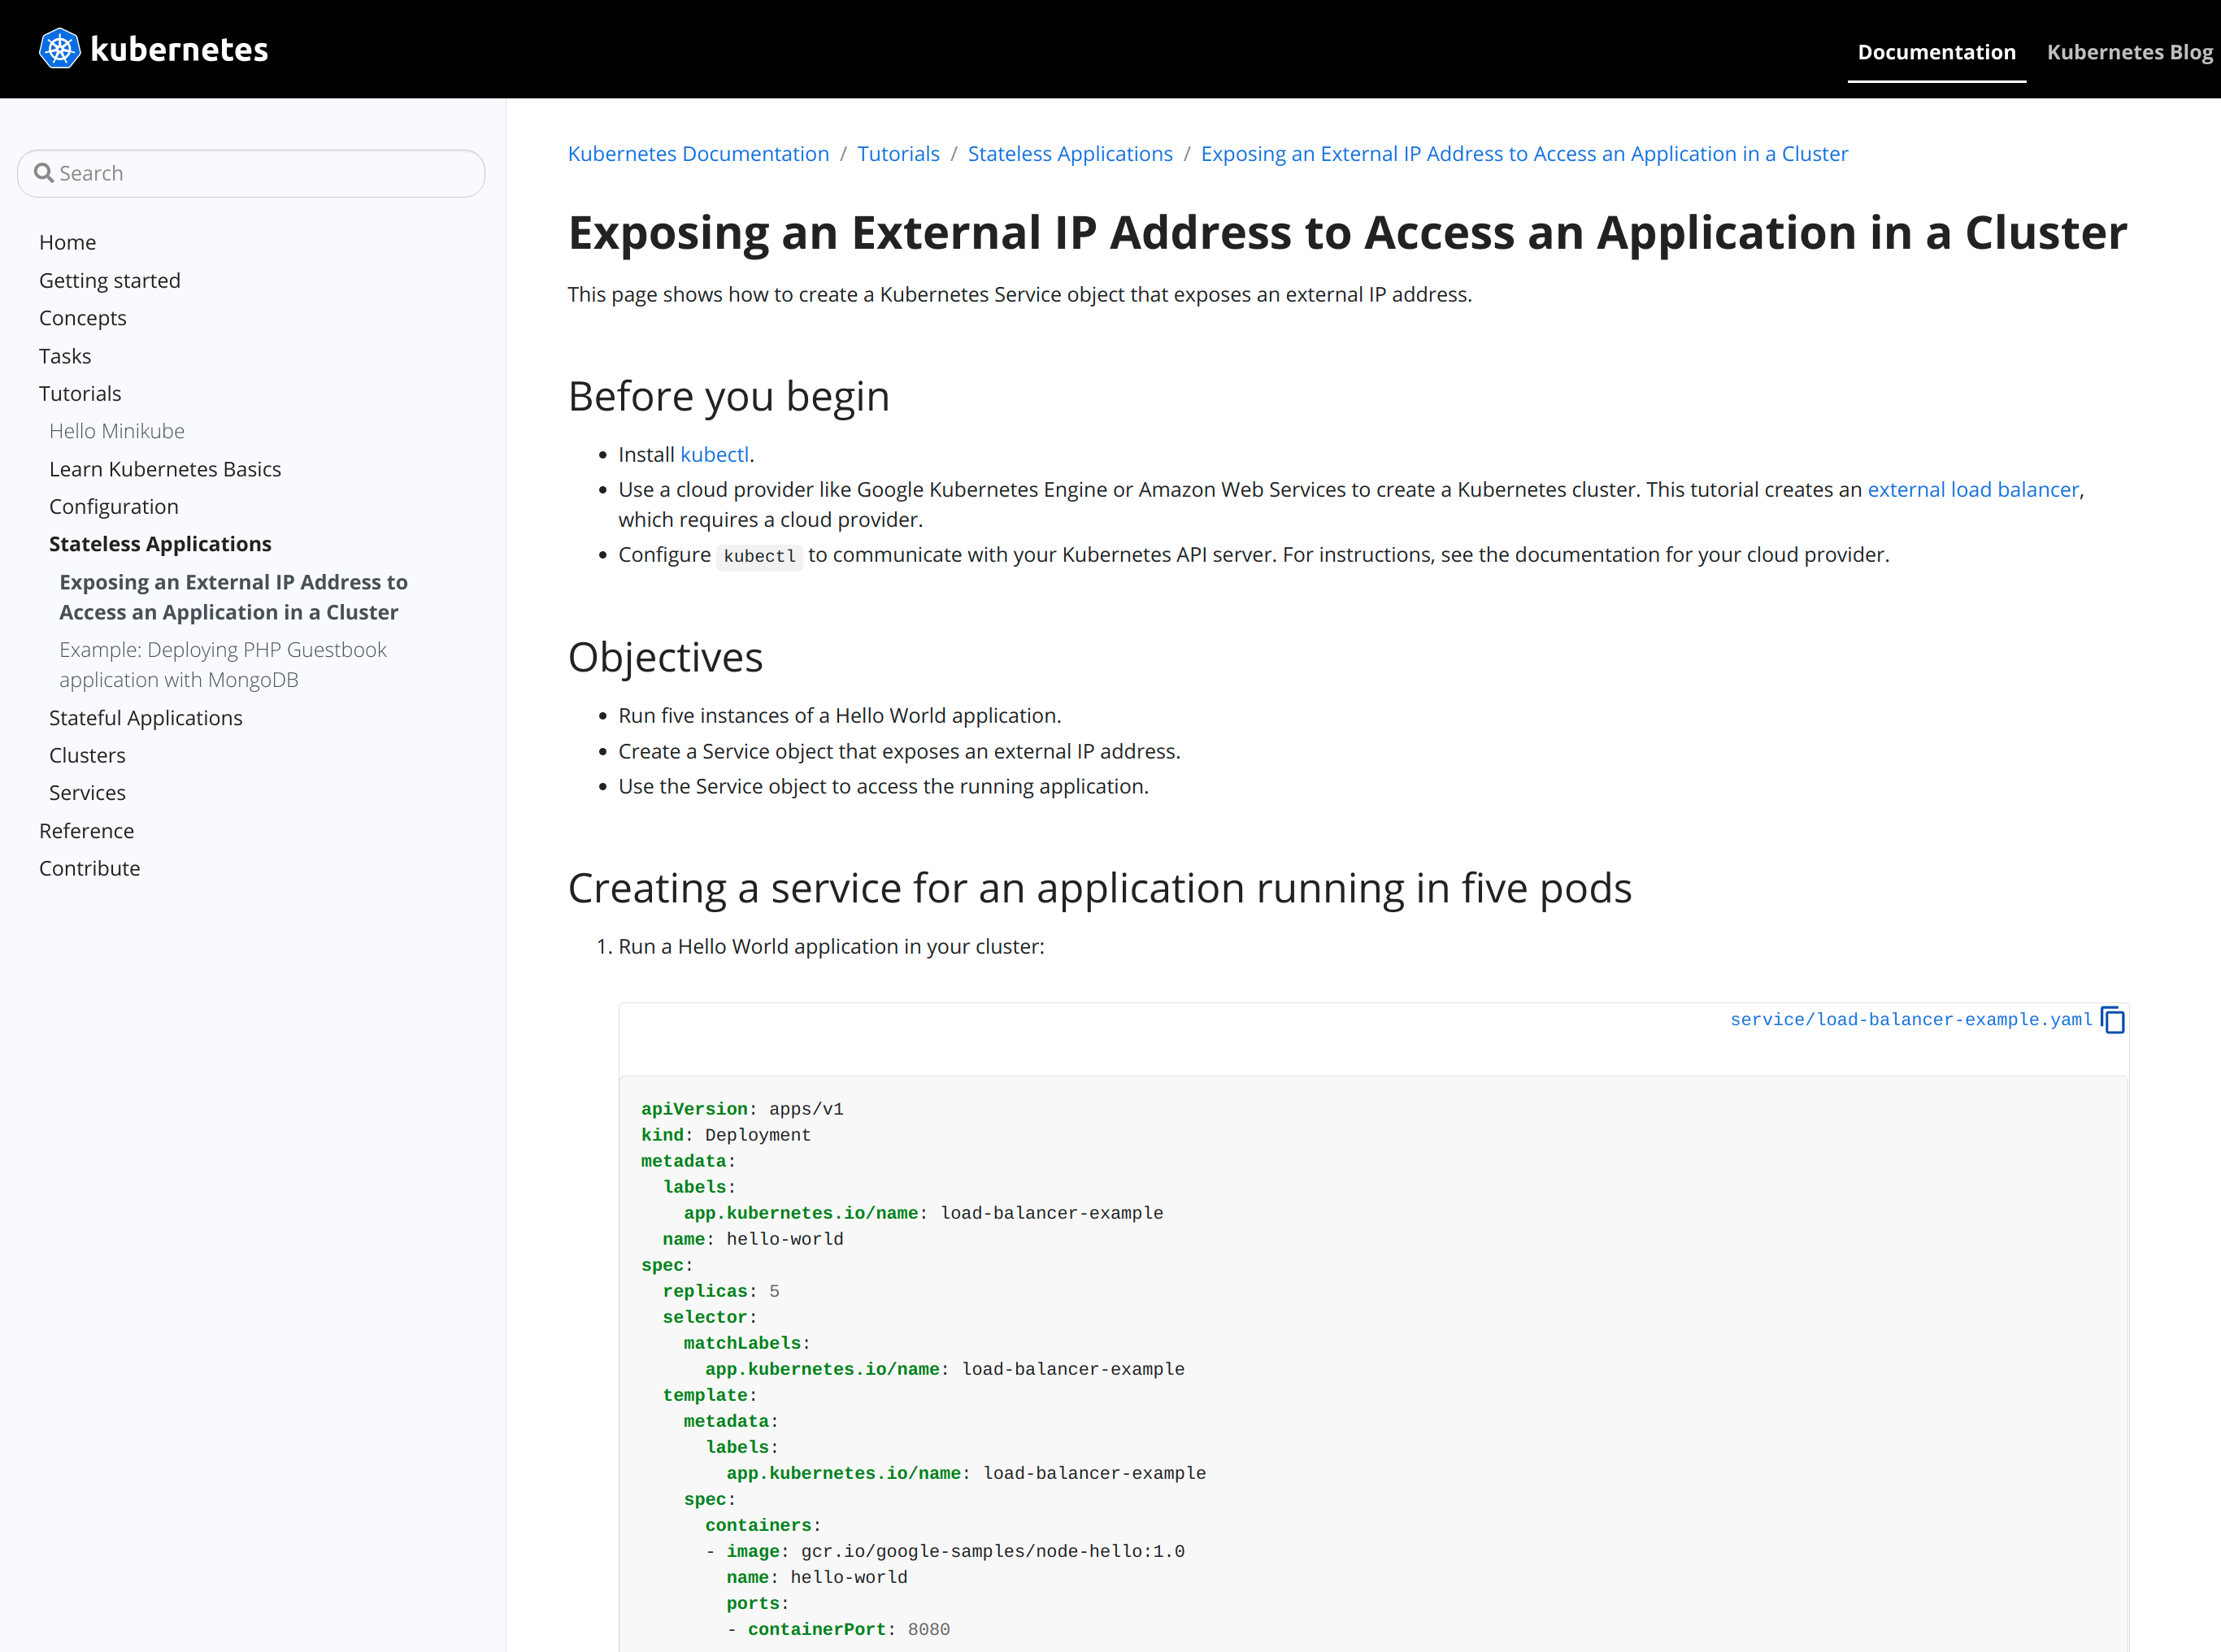 kubernetes
Documentation
Kubernetes Blog
Search
Home
Getting started
Concepts
Tasks
Tutorials
Hello Minikube
Learn Kubernetes Basics
Configuration
Stateless Applications
Exposing an External IP Address to
Access an Application in a Cluster
Example: Deploying PHP Guestbook
application with MongoDB
Stateful Applications
Clusters
Services
Reference
Contribute
Kubernetes Documentation / Tutorials / Stateless Applications / Exposing an External IP Address to Access an Application in a Cluster
Exposing an External IP Address to Access an Application in a Cluster
This page shows how to create a Kubernetes Service object that exposes an external IP address.
Before you begin
• Install kubectl.
• Use a cloud provider like Google Kubernetes Engine or Amazon Web Services to create a Kubernetes cluster. This tutorial creates an external load balancer,
which requires a cloud provider.
• Configure kubectl to communicate with your Kubernetes API server. For instructions, see the documentation for your cloud provider.
Objectives
• Run five instances of a Hello World application.
• Create a Service object that exposes an external IP address.
• Use the Service object to access the running application.
Creating a service for an application running in five pods
1. Run a Hello World application in your cluster:
service/load-balancer-example.yaml
apiVersion: apps/v1
kind: Deployment
metadata:
  labels:
    app.kubernetes.io/name: load-balancer-example
  name: hello-world
spec:
  replicas: 5
  selector:
    matchLabels:
      app.kubernetes.io/name: load-balancer-example
  template:
    metadata:
      labels:
        app.kubernetes.io/name: load-balancer-example
    spec:
      containers:
      - image: gcr.io/google-samples/node-hello:1.0
        name: hello-world
        ports:
        - containerPort: 8080